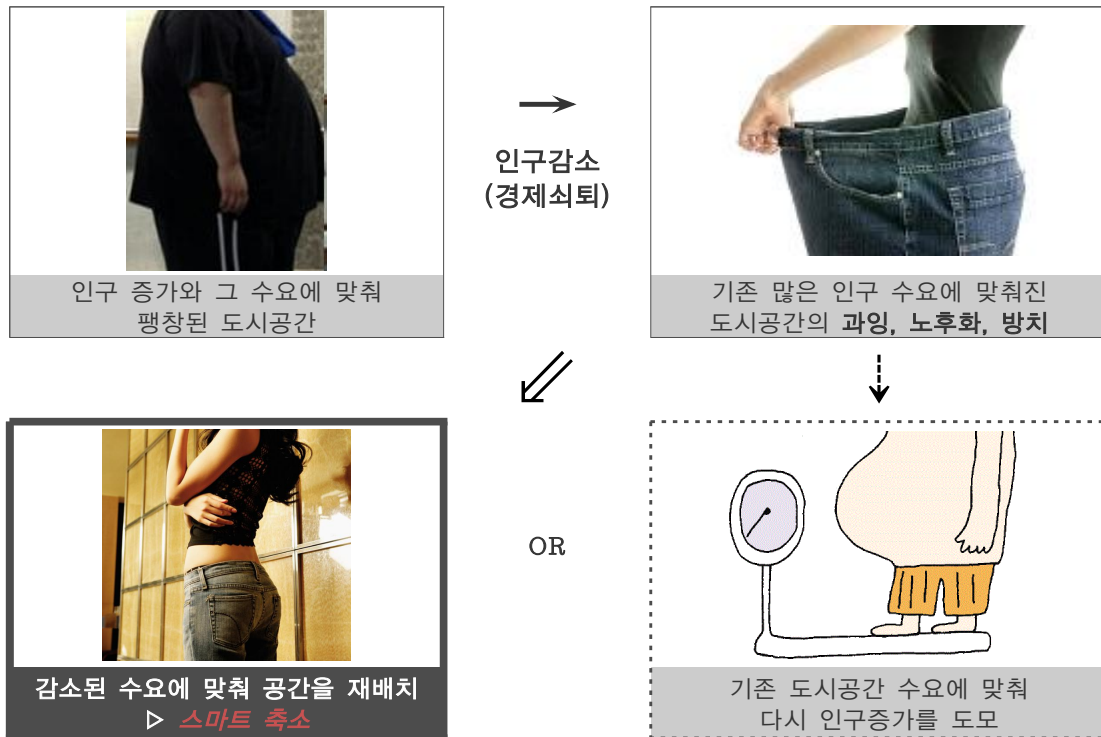 인구 증가와 그 수요에 맞춰
팽창된 도시공간
→
인구감소
(경제쇠퇴)
기존 많은 인구 수요에 맞춰진
도시공간의 과잉, 노후화, 방치
감소된 수요에 맞춰 공간을 재배치
▷ 스마트 축소
OR
기존 도시공간 수요에 맞춰
다시 인구증가를 도모